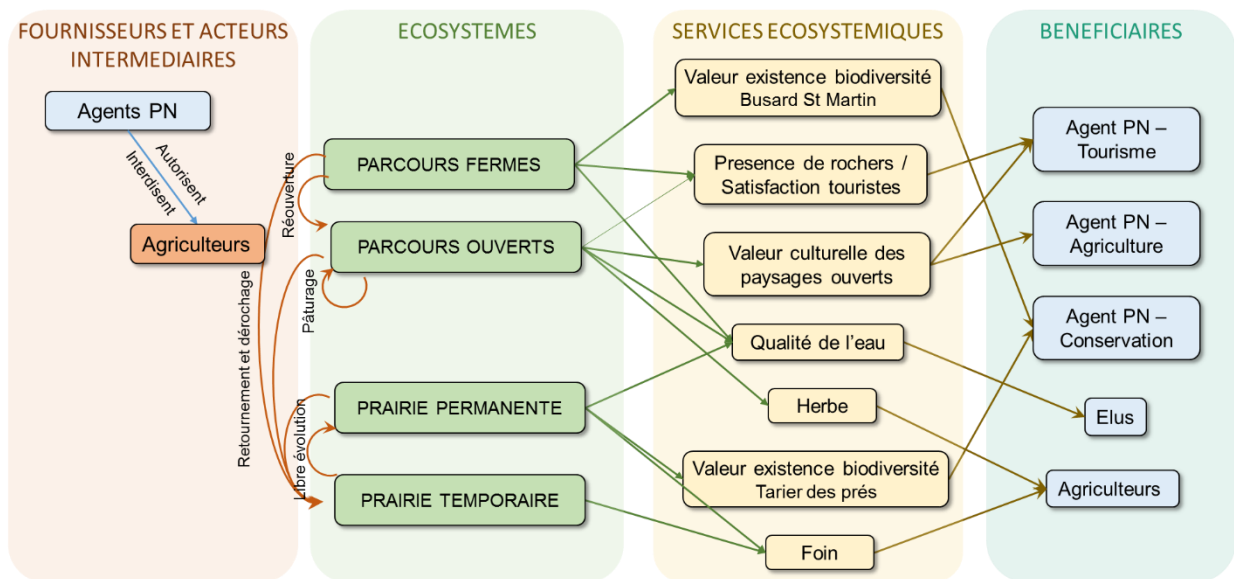 FOURNISSEURS ET ACTEURS
INTERMEDIAIRES
Agents PN
Autorisent
Interdisent
Agriculteurs
Réouverture
Pâturage
Retournement et dérochage
Libre évolution
ECOSYSTEMES
PARCOURS FERMES
PARCOURS OUVERTS
PRAIRIE PERMANENTE
PRAIRIE TEMPORAIRE
SERVICES ECOSYSTEMIQUES
Valeur existence biodiversité
Busard St Martin
Presence de rochers /
Satisfaction touristes
Valeur culturelle des
paysages ouverts
Qualité de l’eau
Herbe
Valeur existence biodiversité
Tarier des prés
Foin
BENEFICIAIRES
Agent PN –
Tourisme
Agent PN –
Agriculture
Agent PN –
Conservation
Elus
Agriculteurs